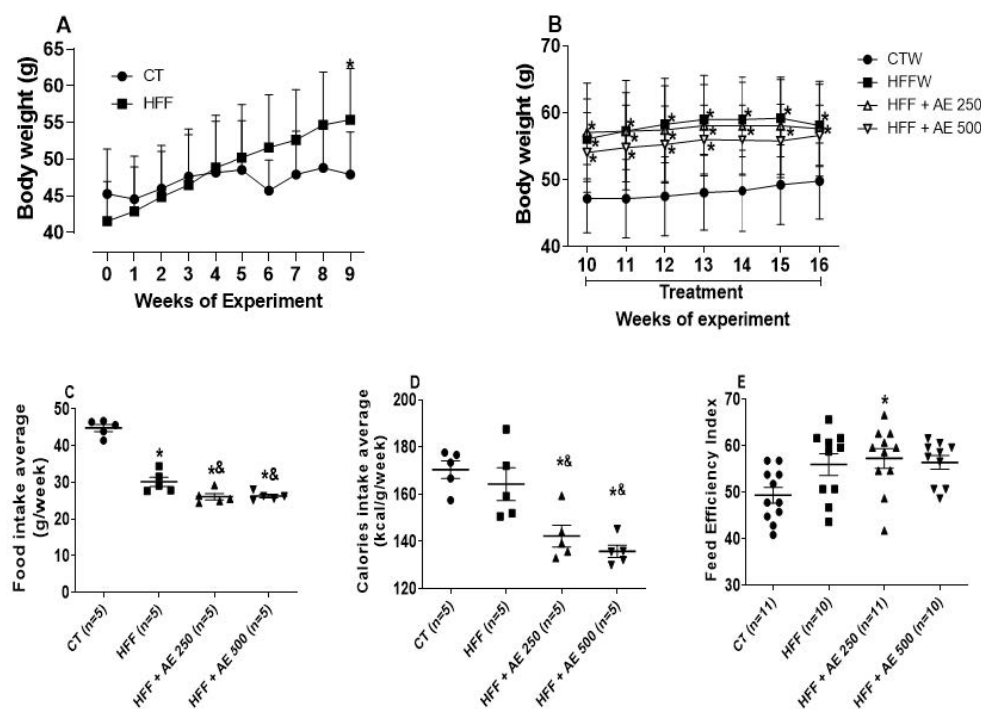 A
Body weight (g)
65
60
55
50
45
40
CT
HFF
*
0 1 2 3 4 5 6 7 8 9
Weeks of Experiment
B
Body weight (g)
70
60
50
40
CTW
HFFW
HFF + AE 250
HFF + AE 500
* * * * * * *
* * * * * *
* * * * * *
10 11 12 13 14 15 16
Treatment
Weeks of experiment
C
Food intake average
(g/week)
50
40
30
20
10
0
*
*&
*&
CT (n=5)
HFF (n=5)
HFF + AE 250 (n=5)
HFF + AE 500 (n=5)
D
Calories intake average
(kcal/g/week)
200
180
160
140
120
*&
*&
CT (n=5)
HFF (n=5)
HFF + AE 250 (n=5)
HFF + AE 500 (n=5)
E
Feed Efficiency Index
70
60
50
40
30
*
CT (n=11)
HFF (n=10)
HFF + AE 250 (n=11)
HFF + AE 500 (n=10)